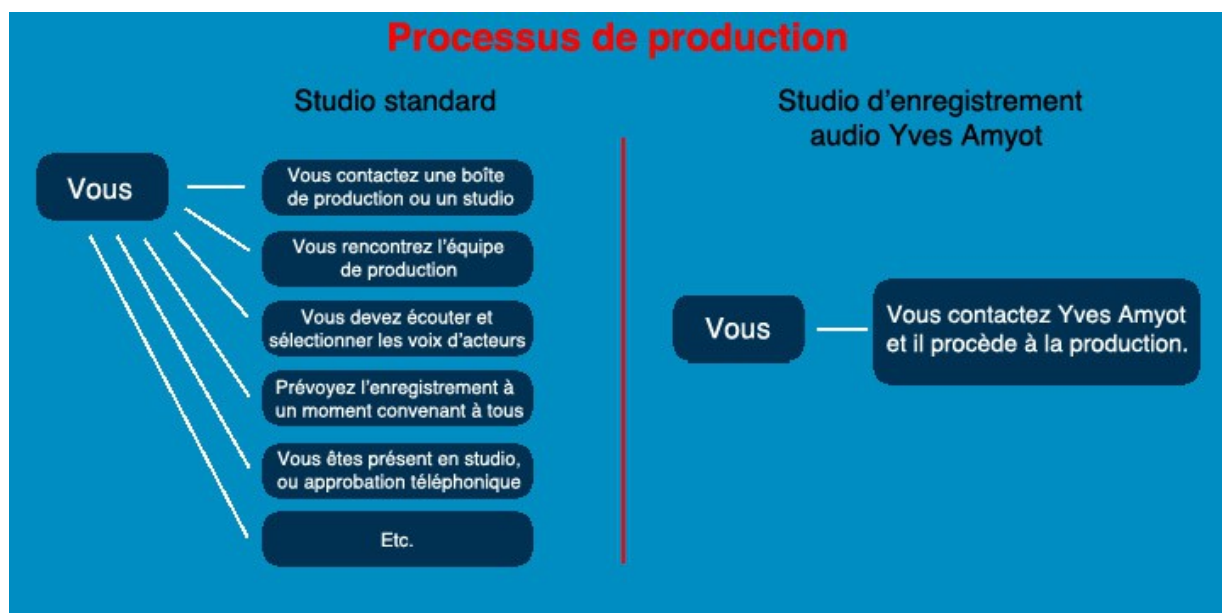 Processus de production
Studio standard
Vous
Vous contactez une boîte
de production ou un studio
Vous rencontrez l'équipe
de production
Vous devez écouter et
sélectionner les voix d'acteurs
Prévoyez l'enregistrement à
un moment convenant à tous
Vous êtes présent en studio,
ou approbation téléphonique
Etc.
Studio d'enregistrement
audio Yves Amyot
Vous
Vous contactez Yves Amyot
et il procède à la production.